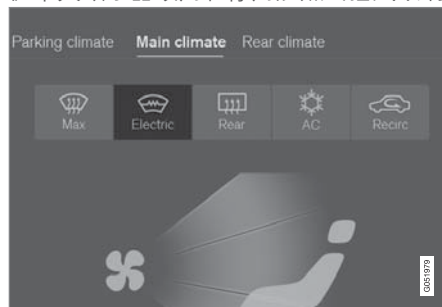 Parking climate Main climate Rear climate
Max Electric Rear AC Recirc
G051979